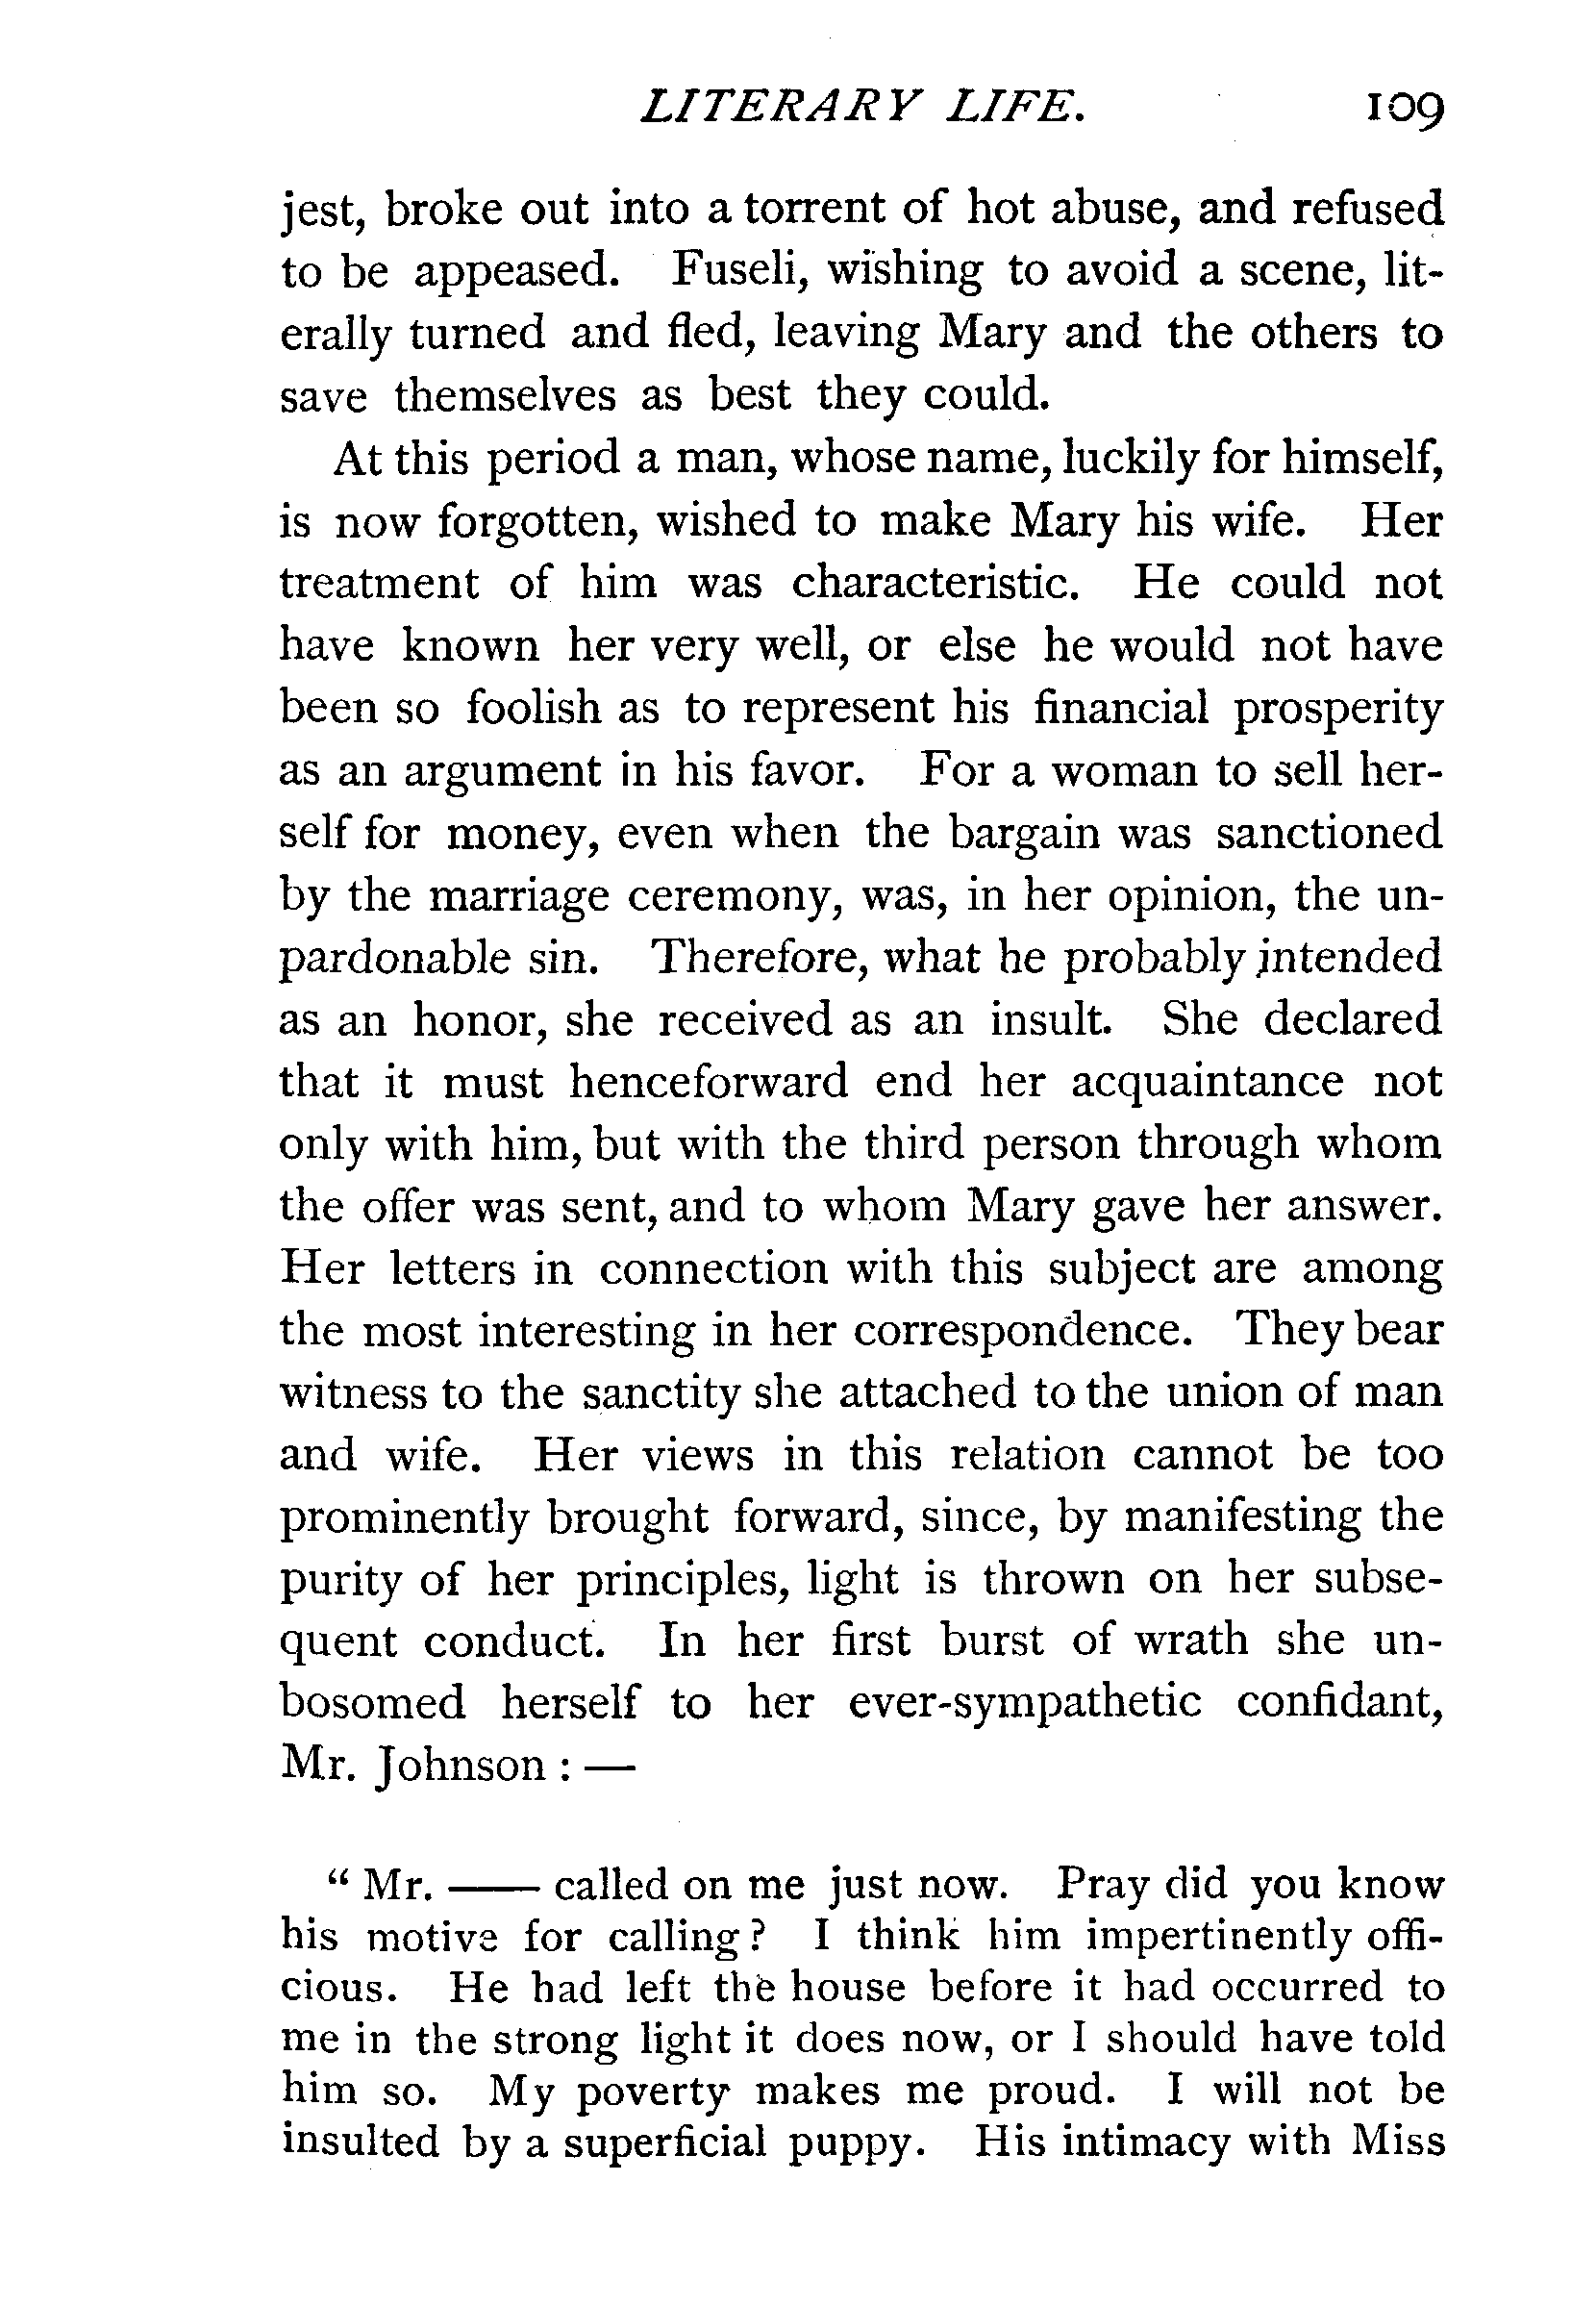 LITERARY LIFE. 109
jest, broke out into a torrent of hot abuse, and refused
to be appeased. Fuseli, wishing to avoid a scene, lit-
erally turned and fled, leaving Mary and the others to
save themselves as best they could.
At this period a man, whose name, luckily for himself,
is now forgotten, wished to make Mary his wife. Her
treatment of him was characteristic. He could not
have known her very well, or else he would not have
been so foolish as to represent his financial prosperity
as an argument in his favor. For a woman to sell her-
self for money, even when the bargain was sanctioned
by the marriage ceremony, was, in her opinion, the un-
pardonable sin. Therefore, what he probably intended
as an honor, she received as an insult. She declared
that it must henceforward end her acquaintance not
only with him, but with the third person through whom
the offer was sent, and to whom Mary gave her answer.
Her letters in connection with this subject are among
the most interesting in her correspondence. They bear
witness to the sanctity she attached to the union of man
and wife. Her views in this relation cannot be too
prominently brought forward, since, by manifesting the
purity of her principles, light is thrown on her subse-
quent conduct. In her first burst of wrath she un-
bosomed herself to her ever-sympathetic confidant,
Mr. Johnson : —
“ Mr. —— called on me just now. Pray did you know
his motive for calling ? I think him impertinently offi-
cious. He had left the house before it had occurred to
me in the strong light it does now, or I should have told
him so. My poverty makes me proud. I will not be
insulted by a superficial puppy. His intimacy with Miss